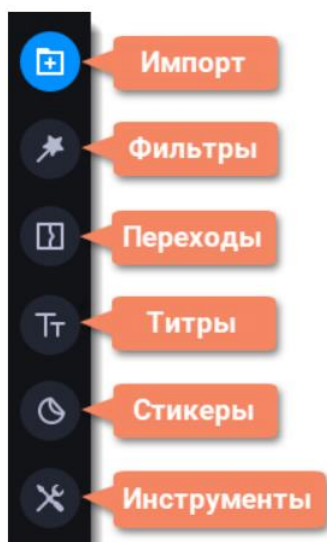 Импорт
Фильтры
Переходы
Титры
Стикеры
Инструменты